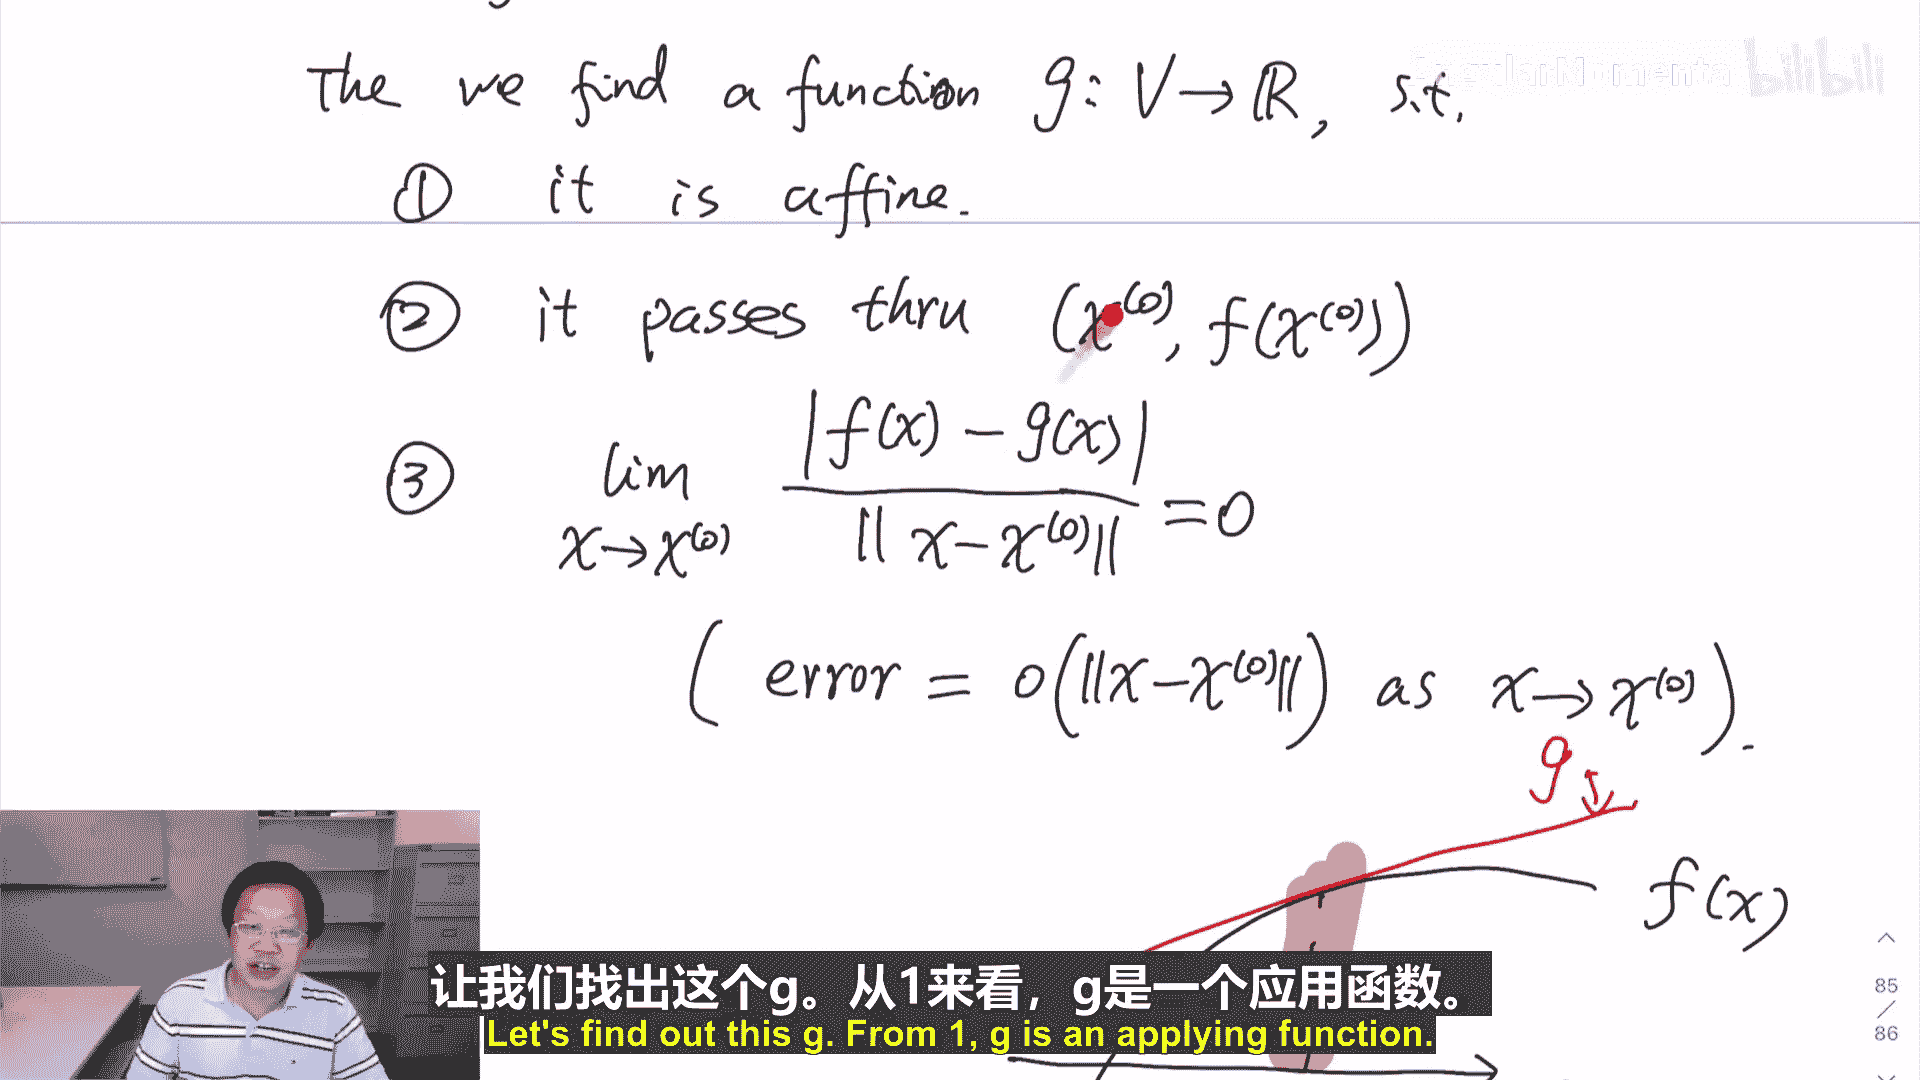 The we find a function g: V → ℝ, s.t.
bilibili
① it is affine.
② it passes thru (x^(0), f(x^(0)))
③ lim x→x^(0) |f(x) - g(x)| / ||x - x^(0)|| = 0
( error = o(||x - x^(0)||) as x → x^(0) ).
g
f(x)
让我们找出这个g。从1来看，g是一个应用函数。
Let's find out this g. From 1, g is an applying function.
85
/
86